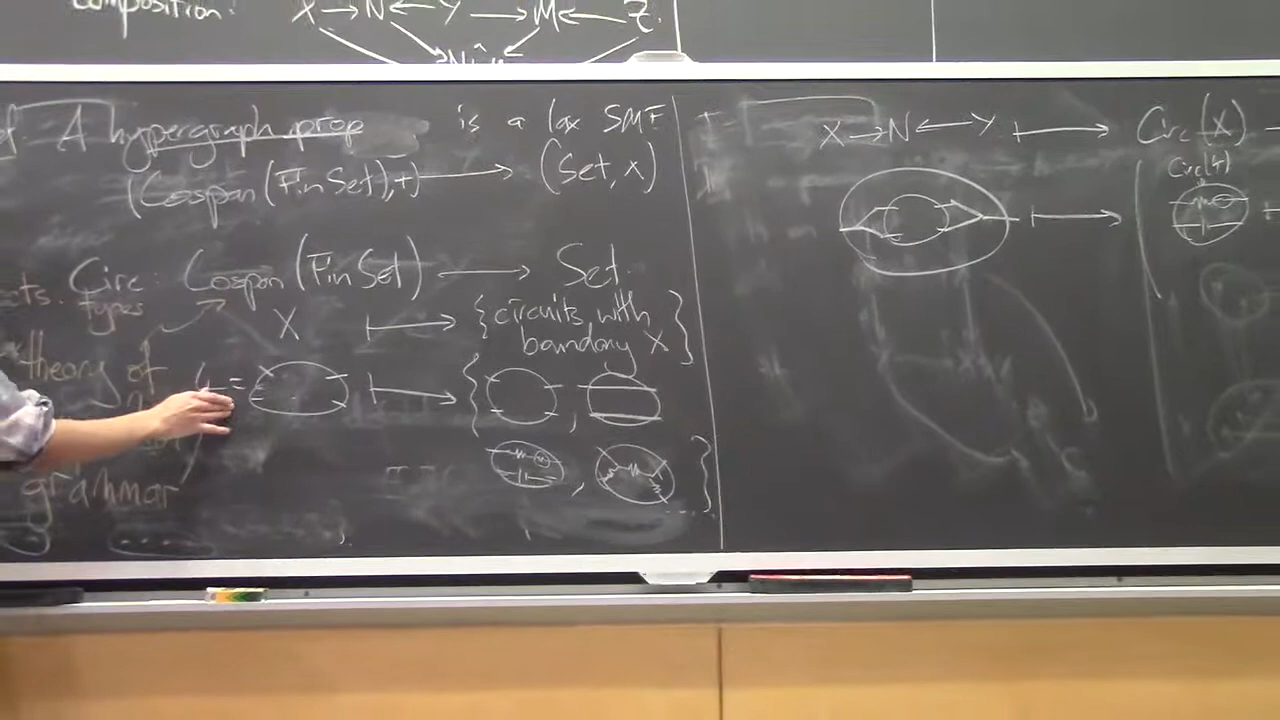 composition: X → N ← Y → M ← Z.
A hypergraph prop is a lax SMF
(Cospan(FinSet),+) ⟶ (Set, ×)
Circ: Cospan(FinSet) ⟶ Set.
types
X ⟼ {circuits with
boundary X}
theory of
4 = ⟼ { ,
, ... }
grammar
X → N ← Y ⟼ Circ(X)
Circ(4)
⟼